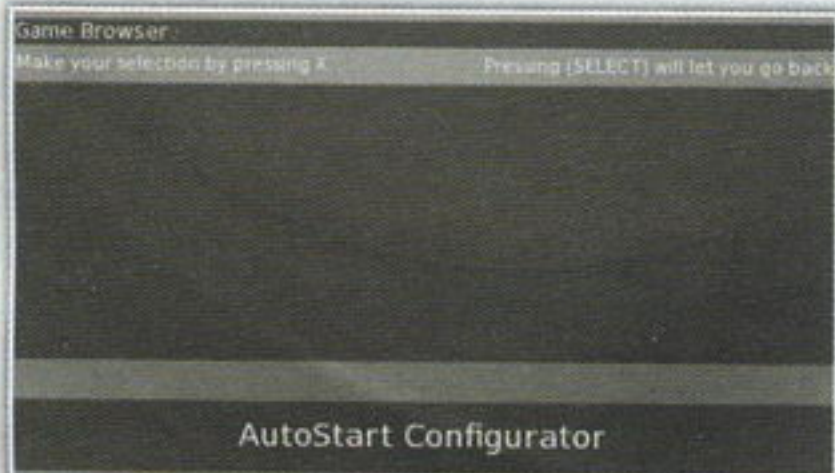 Game Browser
Make your selection by pressing X
Pressing [SELECT] will let you go back
AutoStart Configurator